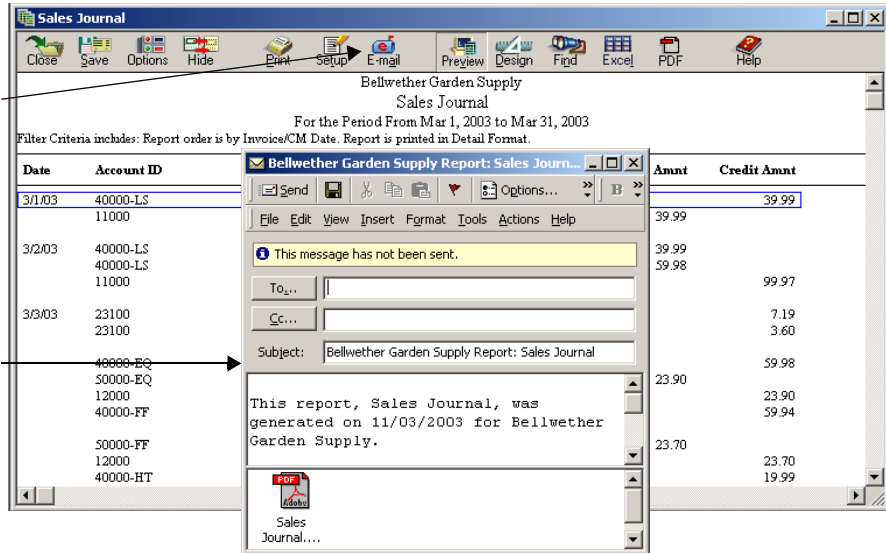 Sales Journal
Close Save Options Hide Print Setup E-mail Preview Design Find Excel PDF Help
Bellwether Garden Supply
Sales Journal
For the Period From Mar 1, 2003 to Mar 31, 2003
Filter Criteria includes: Report order is by Invoice/CM Date. Report is printed in Detail Format.
Date Account ID Amnt Credit Amnt
3/1/03 40000-LS 39.99
11000 39.99
3/2/03 40000-LS 39.99
40000-LS 59.98
11000 99.97
3/3/03 23100 7.19
23100 3.60
40000-EQ 59.98
50000-EQ 23.90
12000 23.90
40000-FF 59.94
50000-FF 23.70
12000 23.70
40000-HT 19.99
Bellwether Garden Supply Report: Sales Journ...
Send Options... B
File Edit View Insert Format Tools Actions Help
This message has not been sent.
To...
Cc...
Subject: Bellwether Garden Supply Report: Sales Journal
This report, Sales Journal, was
generated on 11/03/2003 for Bellwether
Garden Supply.
PDF
Adobe
Sales
Journal....